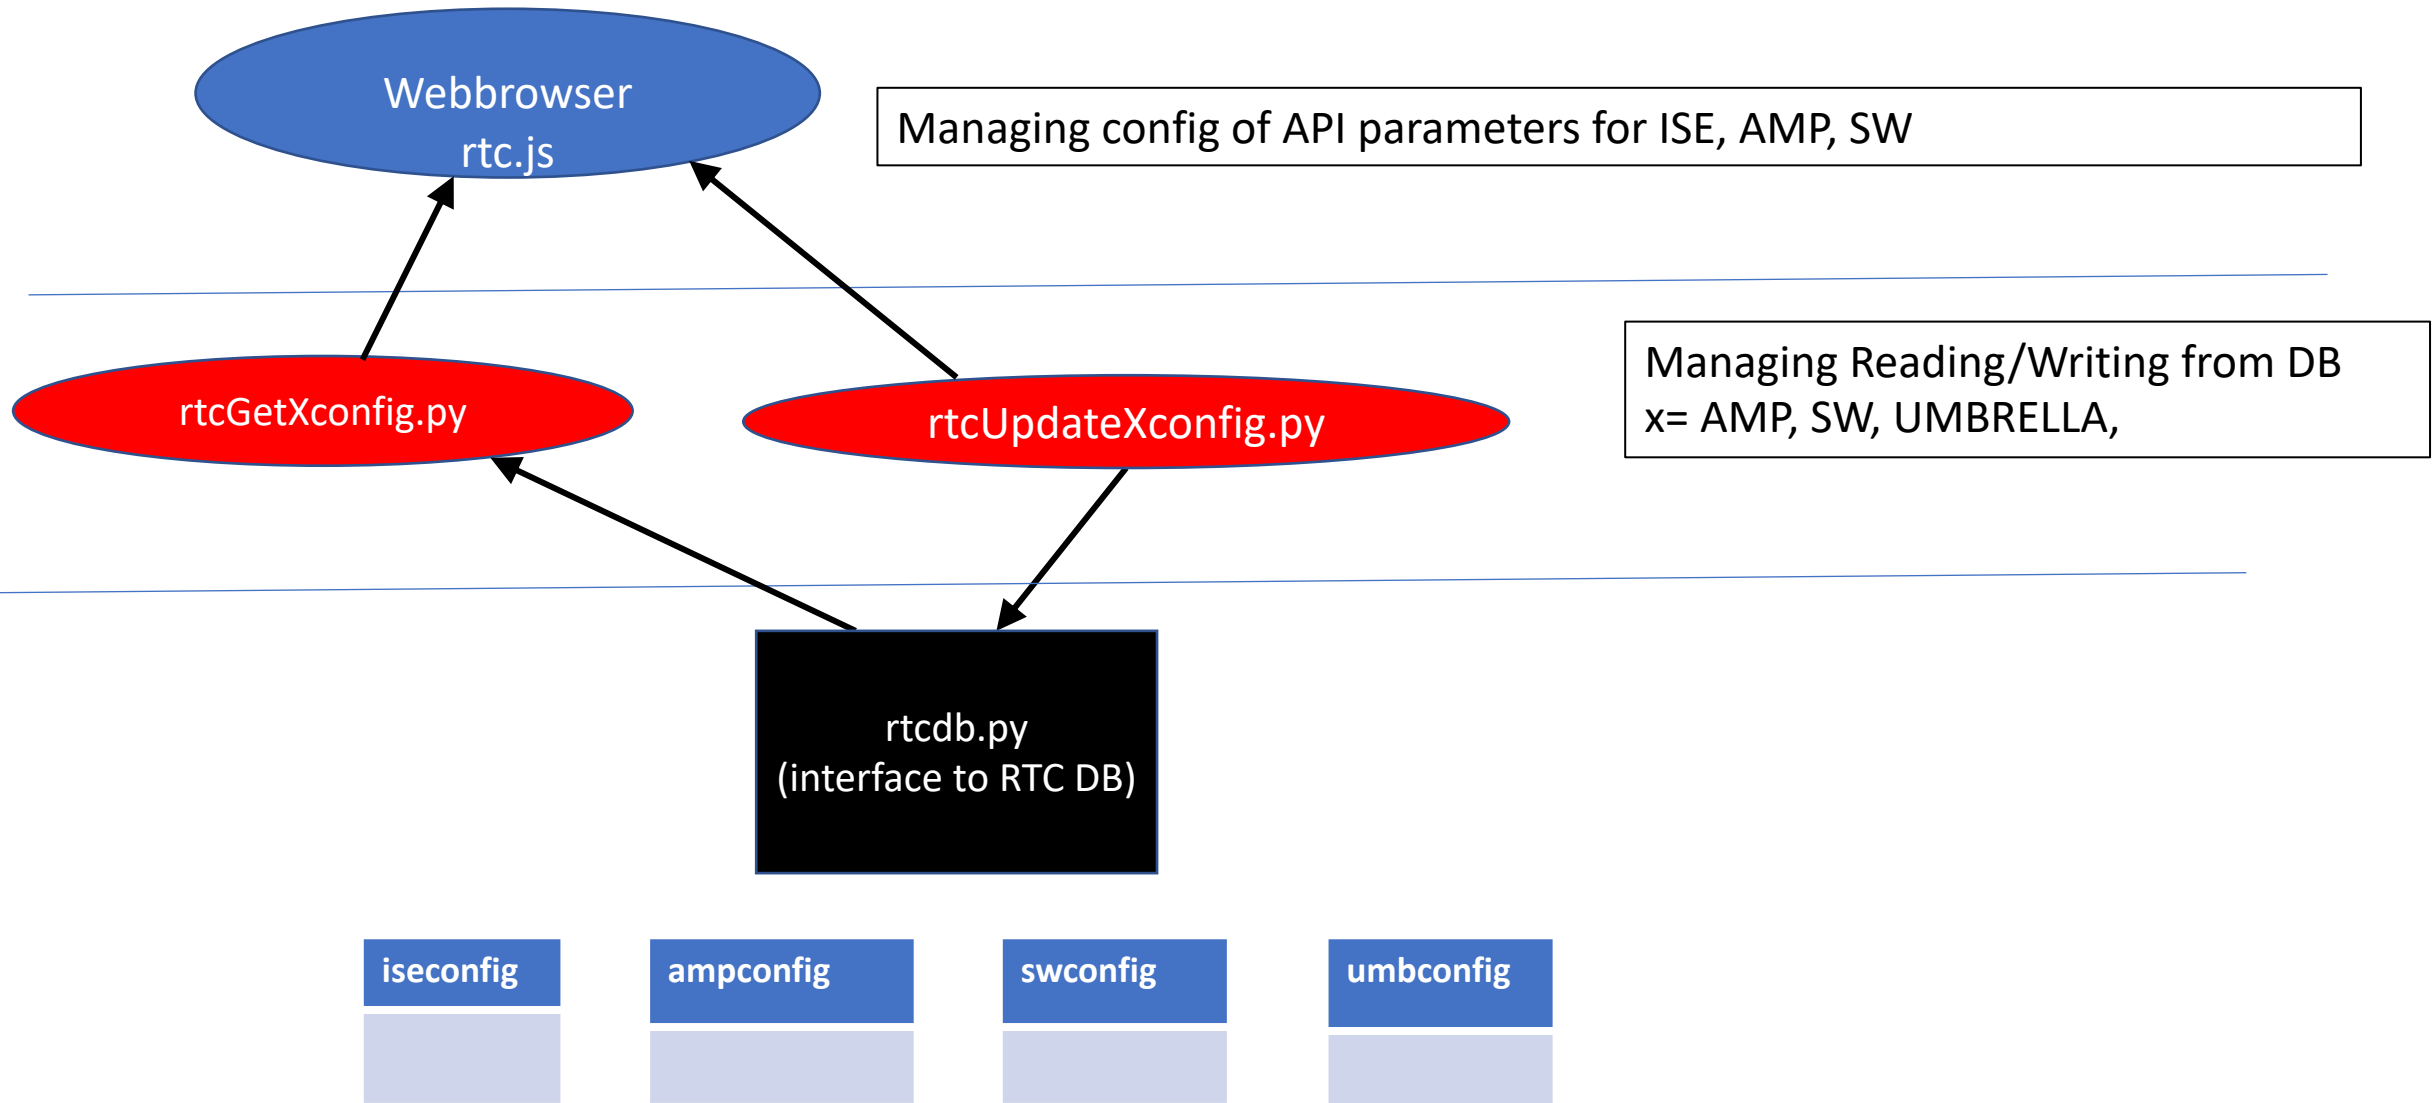 Webbrowser
rtc.js
Managing config of API parameters for ISE, AMP, SW
rtcGetXconfig.py
rtcUpdateXconfig.py
Managing Reading/Writing from DB
x= AMP, SW, UMBRELLA,
rtcdb.py
(interface to RTC DB)
iseconfig
ampconfig
swconfig
umbconfig